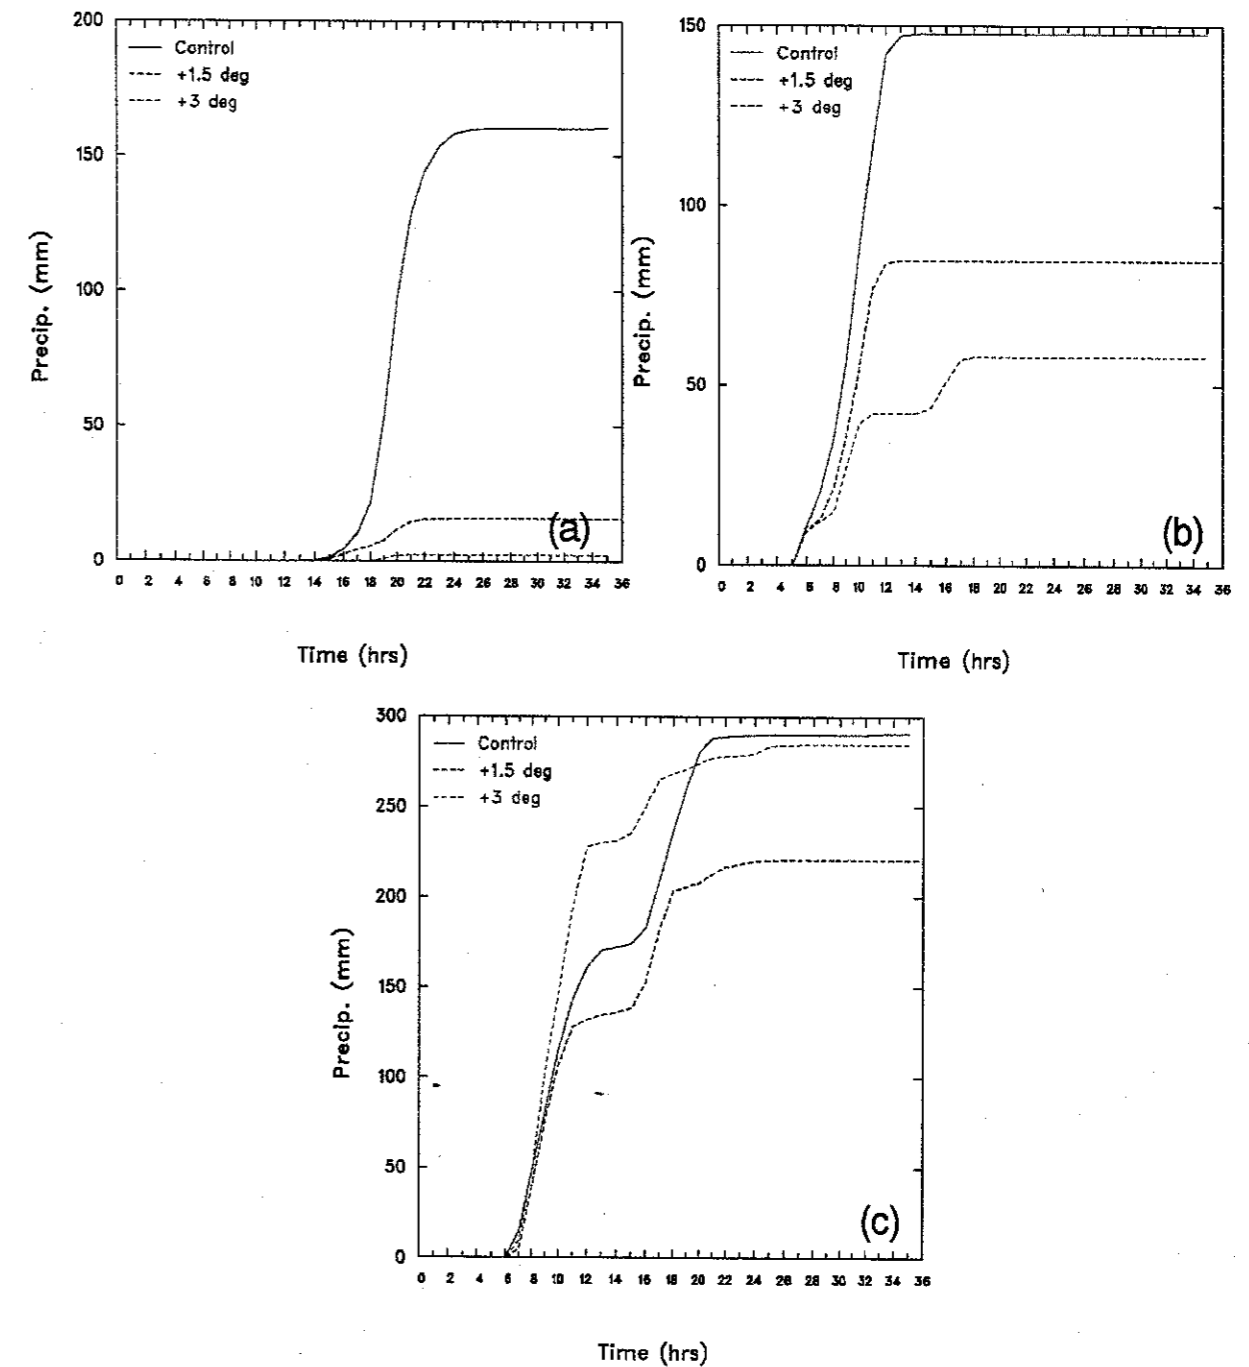 200
150
100
50
0
Precip. (mm)
Control
+1.5 deg
+3 deg
(a)
0 2 4 6 8 10 12 14 16 18 20 22 24 26 28 30 32 34 36
Time (hrs)
150
100
50
0
Precip. (mm)
Control
+1.5 deg
+3 deg
(b)
0 2 4 6 8 10 12 14 16 18 20 22 24 26 28 30 32 34 36
Time (hrs)
300
250
200
150
100
50
0
Precip. (mm)
Control
+1.5 deg
+3 deg
(c)
0 2 4 6 8 10 12 14 16 18 20 22 24 26 28 30 32 34 36
Time (hrs)